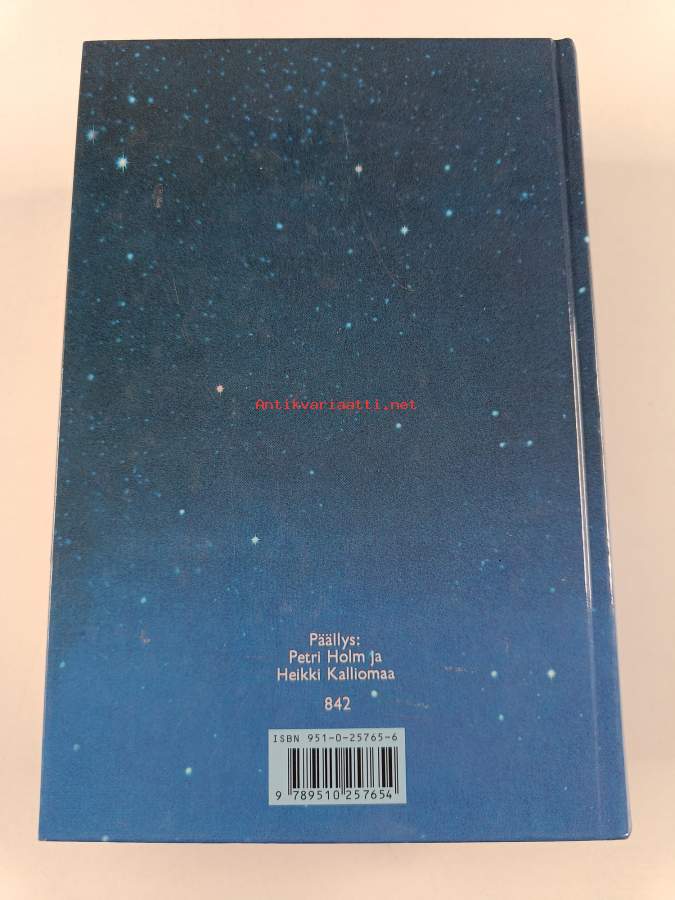 Antikvariaatti.net
Päällys:
Petri Holm ja
Heikki Kalliomaa
842
ISBN 951-0-25765-6
9 789510 257654